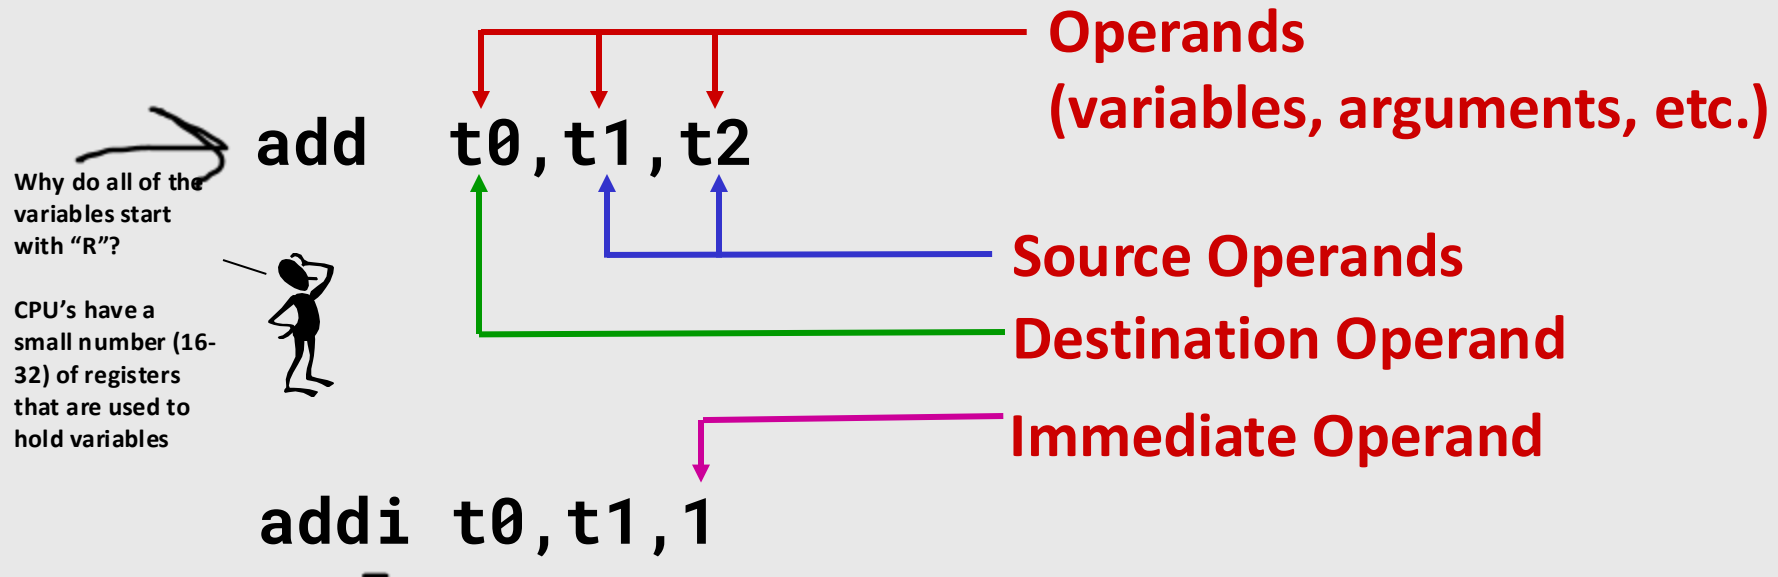 Operands
(variables, arguments, etc.)
add t0,t1,t2
Why do all of the
variables start
with “R”?
CPU’s have a
small number (16-
32) of registers
that are used to
hold variables
Source Operands
Destination Operand
Immediate Operand
addi t0,t1,1